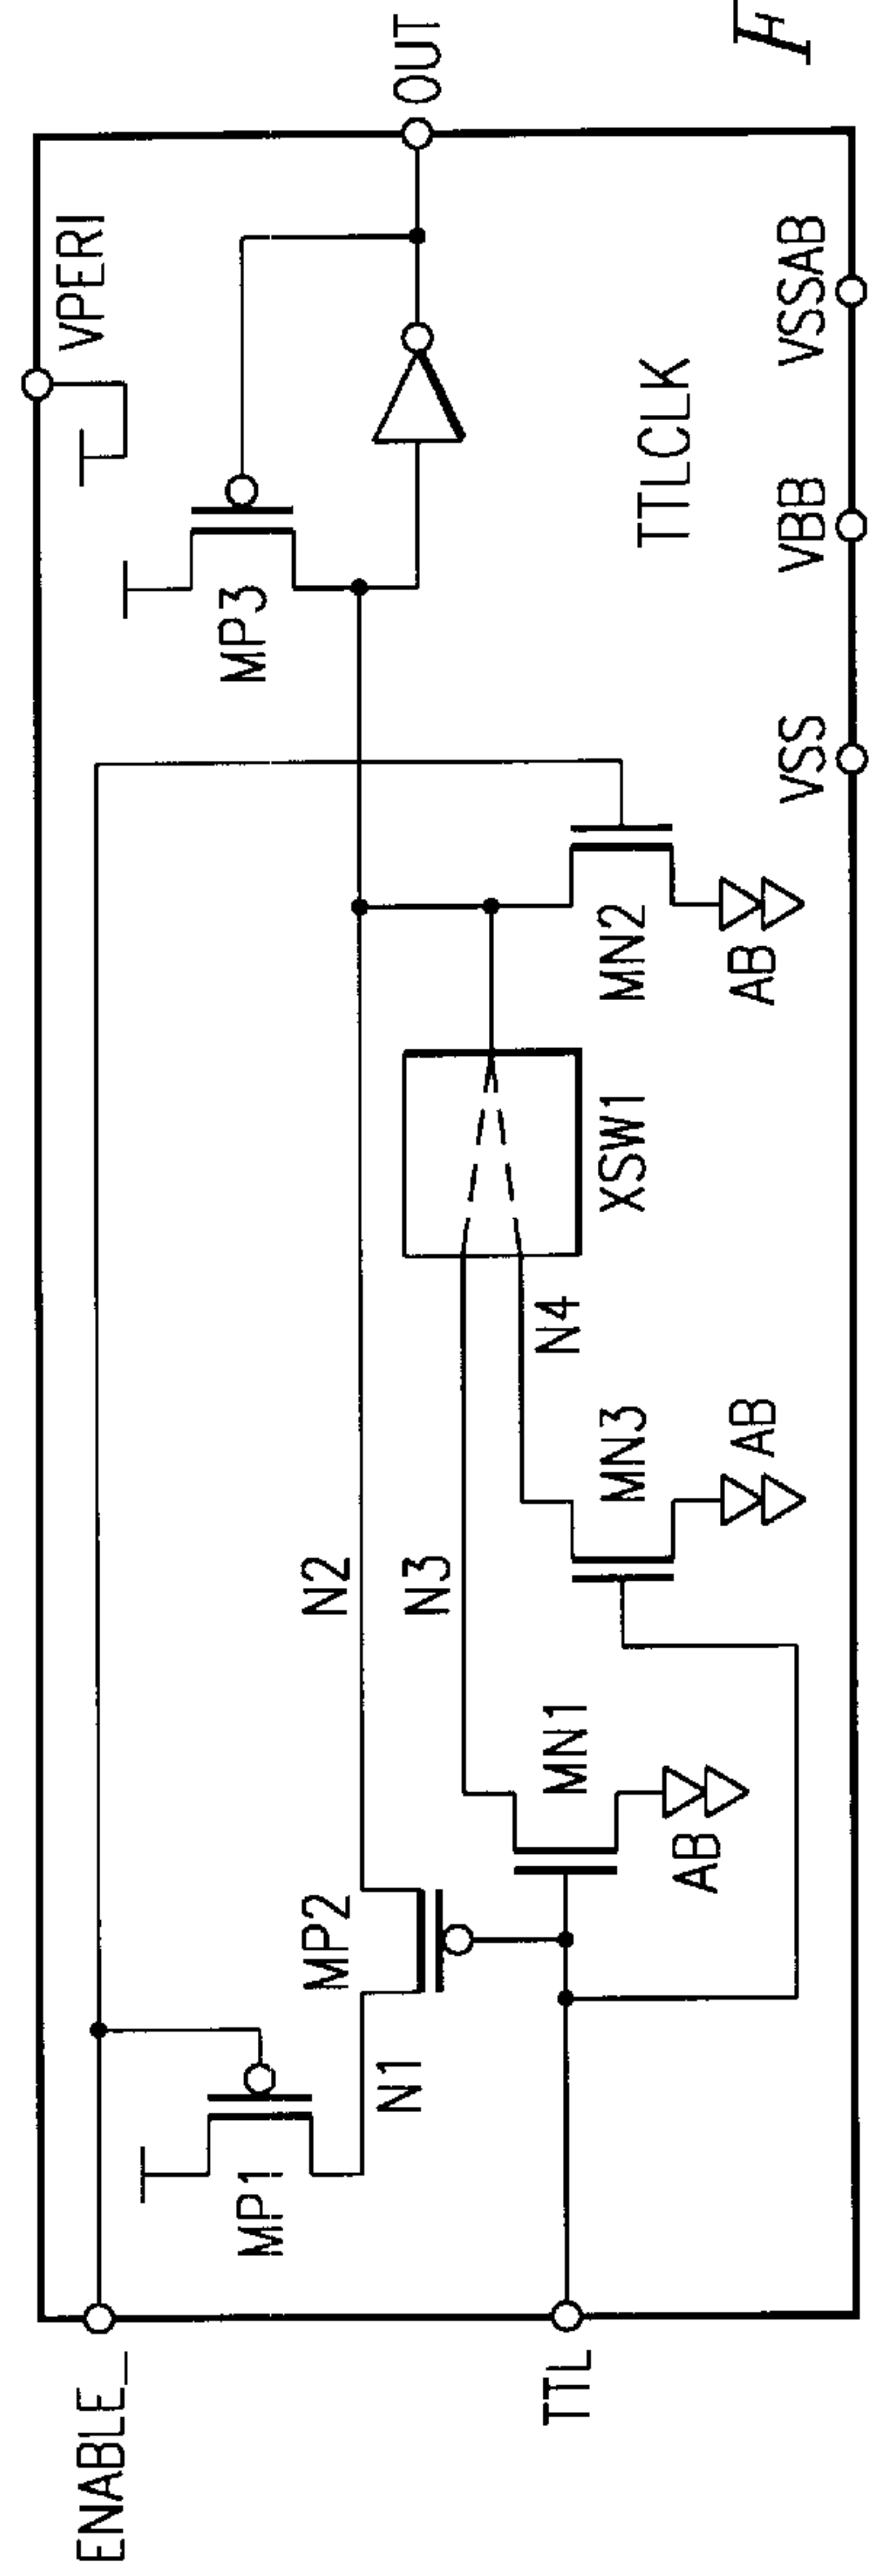 ENABLE_
TTL
MP1
N1
MP2
N2
N3
MN1
AB
MN3
AB
N4
XSW1
MN2
AB
MP3
VPERI
TTLCLK
OUT
VSS
VBB
VSSAB